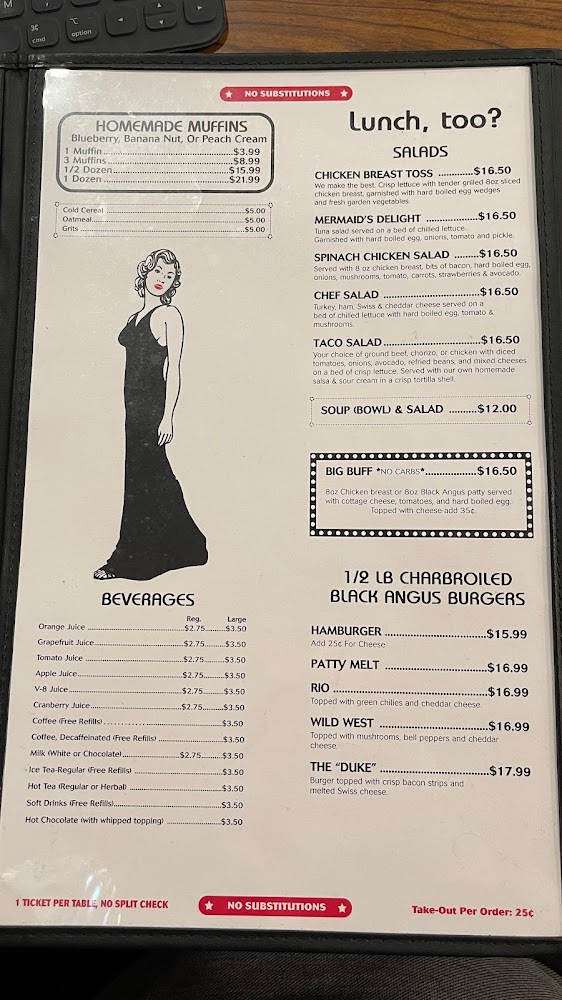 M
⌘
cmd
⌥
option
NO SUBSTITUTIONS
HOMEMADE MUFFINS
Blueberry, Banana Nut, Or Peach Cream
1 Muffin...$3.99
3 Muffins...$8.99
1/2 Dozen...$15.99
1 Dozen...$21.99
Cold Cereal...$5.00
Oatmeal...$5.00
Grits...$5.00
BEVERAGES
Reg. Large
Orange Juice...$2.75...$3.50
Grapefruit Juice...$2.75...$3.50
Tomato Juice...$2.75...$3.50
Apple Juice...$2.75...$3.50
V-8 Juice...$2.75...$3.50
Cranberry Juice...$2.75...$3.50
Coffee (Free Refills)...$3.50
Coffee, Decaffeinated (Free Refills)...$3.50
Milk (White or Chocolate)...$2.75...$3.50
Ice Tea-Regular (Free Refills)...$3.50
Hot Tea (Regular or Herbal)...$3.50
Soft Drinks (Free Refills)...$3.50
Hot Chocolate (with whipped topping)...$3.50
Lunch, too?
SALADS
CHICKEN BREAST TOSS...$16.50
We make the best. Crisp lettuce with tender grilled 8oz sliced
chicken breast, garnished with hard boiled egg wedges
and fresh garden vegetables.
MERMAID'S DELIGHT...$16.50
Tuna salad served on a bed of chilled lettuce.
Garnished with hard boiled egg, onions, tomato and pickle.
SPINACH CHICKEN SALAD...$16.50
Served with 8 oz chicken breast, bits of bacon, hard boiled egg,
onions, mushrooms, tomato, carrots, strawberries & avocado.
CHEF SALAD...$16.50
Turkey, ham, Swiss & cheddar cheese served on a
bed of chilled lettuce with hard boiled egg, tomato &
mushrooms.
TACO SALAD...$16.50
Your choice of ground beef, chorizo, or chicken with diced
tomatoes, onions, avocado, refried beans, and mixed cheeses
on a bed of crisp lettuce. Served with our own homemade
salsa & sour cream in a crisp tortilla shell.
SOUP (BOWL) & SALAD...$12.00
BIG BUFF *NO CARBS*...$16.50
8oz Chicken breast or 8oz Black Angus patty served
with cottage cheese, tomatoes, and hard boiled egg.
Topped with cheese-add 35¢.
1/2 LB CHARBROILED
BLACK ANGUS BURGERS
HAMBURGER...$15.99
Add 25¢ For Cheese
PATTY MELT...$16.99
RIO...$16.99
Topped with green chilies and cheddar cheese.
WILD WEST...$16.99
Topped with mushrooms, bell peppers and cheddar
cheese.
THE "DUKE"...$17.99
Burger topped with crisp bacon strips and
melted Swiss cheese.
1 TICKET PER TABLE, NO SPLIT CHECK
NO SUBSTITUTIONS
Take-Out Per Order: 25¢